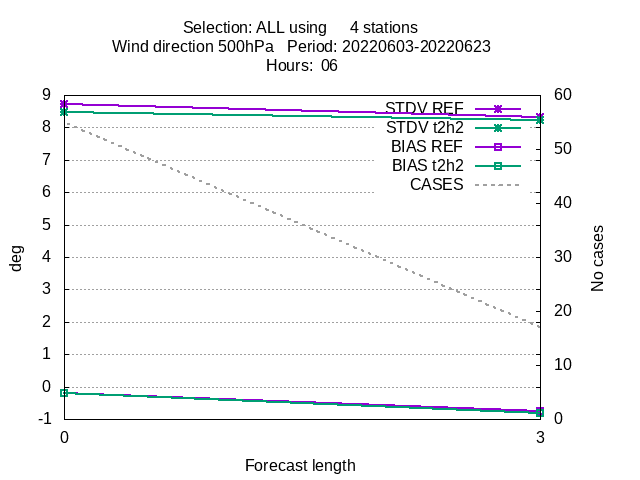 Selection: ALL using     4 stations
Wind direction 500hPa   Period: 20220603-20220623
Hours:  06
9
8
7
6
5
4
3
2
1
0
-1
deg
60
50
40
30
20
10
0
No cases
STDV REF
STDV t2h2
BIAS REF
BIAS t2h2
CASES
0
3
Forecast length